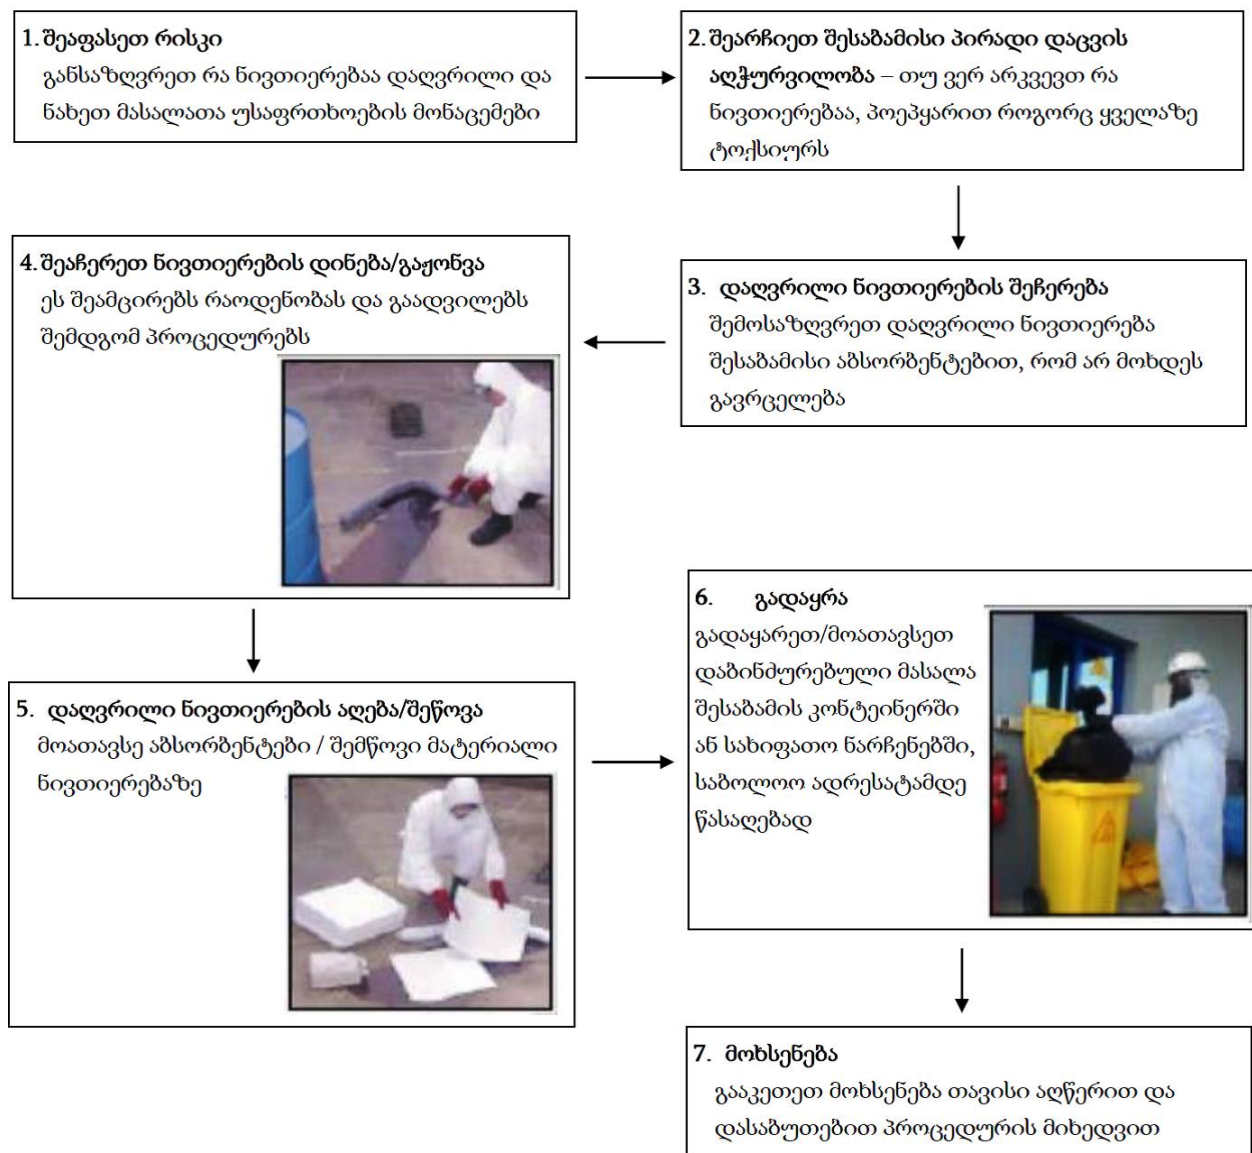 1. შეაფასეთ რისკი
განსაზღვრეთ რა ნივთიერებაა დაღვრილი და
ნახეთ მასალათა უსაფრთხოების მონაცემები
2. შეარჩიეთ შესაბამისი პირადი დაცვის
აღჭურვილობა – თუ ვერ არკვევთ რა
ნივთიერებაა, მოეპყარით როგორც ყველაზე
ტოქსიურს
3. დაღვრილი ნივთიერების შეჩერება
შემოსაზღვრეთ დაღვრილი ნივთიერება
შესაბამისი აბსორბენტებით, რომ არ მოხდეს
გავრცელება
4. შეაჩერეთ ნივთიერების დინება/გაჟონვა
ეს შეამცირებს რაოდენობას და გაადვილებს
შემდგომ პროცედურებს
5. დაღვრილი ნივთიერების აღება/შეწოვა
მოათავსე აბსორბენტები / შემწოვი მატერიალი
ნივთიერებაზე
6. გადაყრა
გადაყარეთ/მოათავსეთ
დაბინძურებული მასალა
შესაბამის კონტეინერში
ან სახიფათო ნარჩენებში,
საბოლოო ადრესატამდე
წასაღებად
7. მოხსენება
გააკეთეთ მოხსენება თავისი აღწერით და
დასაბუთებით პროცედურის მიხედვით